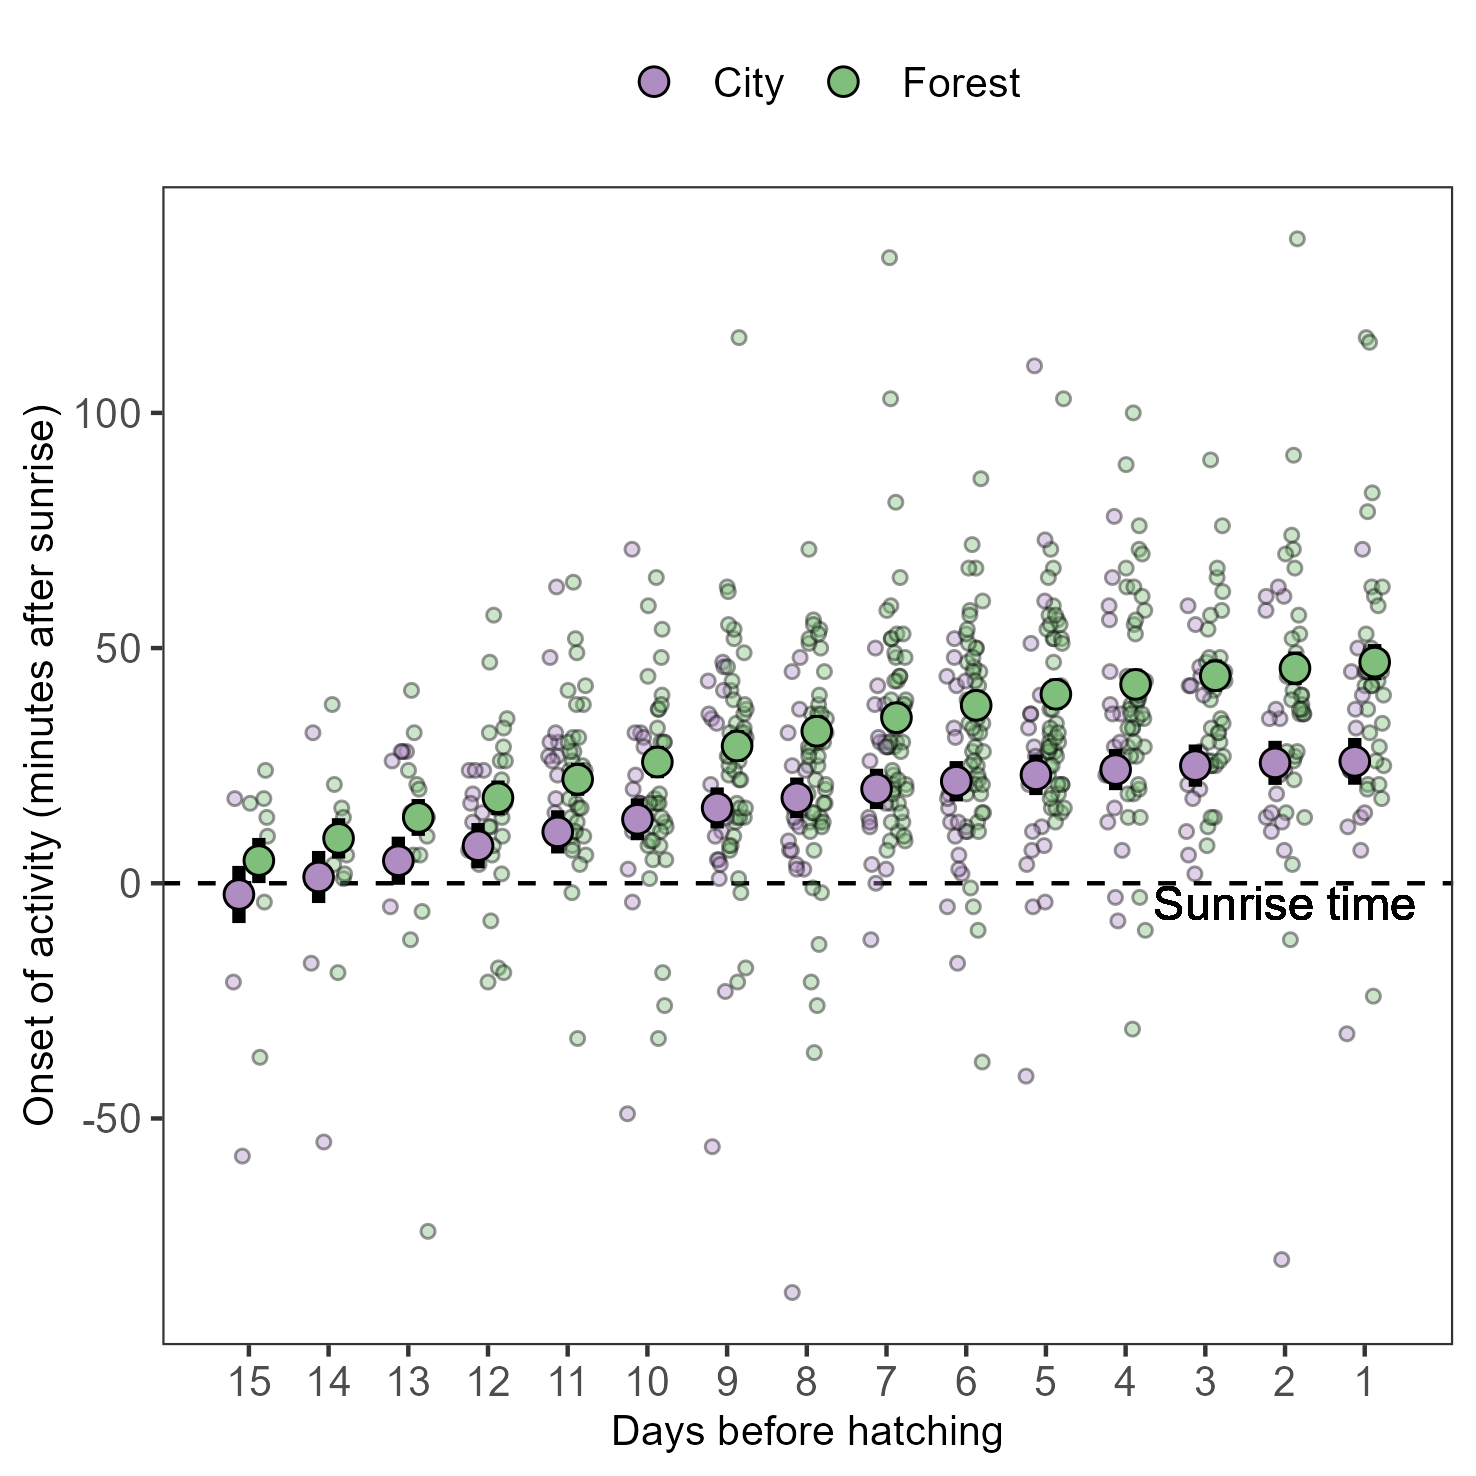 City Forest
Onset of activity (minutes after sunrise)
100
50
0
-50
Sunrise time
15 14 13 12 11 10 9 8 7 6 5 4 3 2 1
Days before hatching